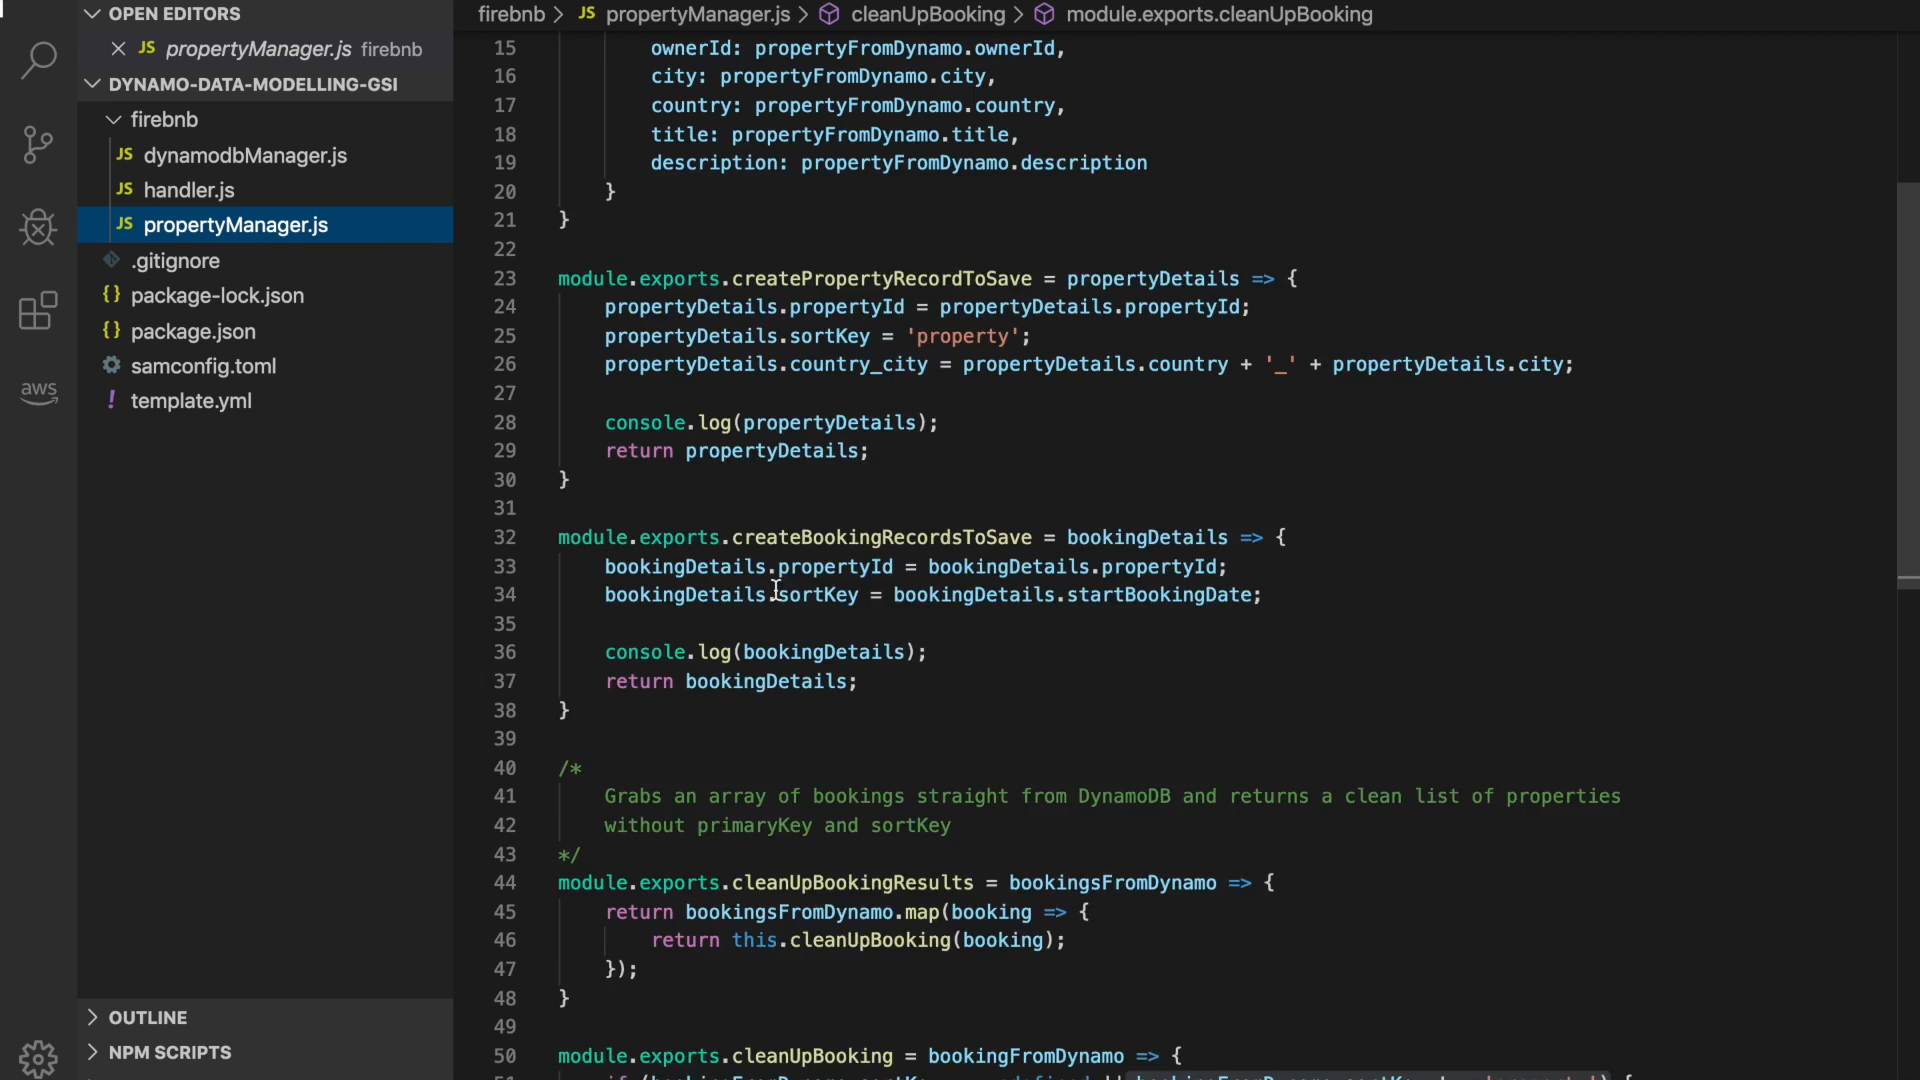 OPEN EDITORS
JS propertyManager.js firebnb
DYNAMO-DATA-MODELLING-GSI
firebnb
JS dynamodbManager.js
JS handler.js
JS propertyManager.js
.gitignore
{} package-lock.json
{} package.json
samconfig.toml
! template.yml
aws
OUTLINE
NPM SCRIPTS
firebnb > JS propertyManager.js > cleanUpBooking > module.exports.cleanUpBooking
15 ownerId: propertyFromDynamo.ownerId,
16 city: propertyFromDynamo.city,
17 country: propertyFromDynamo.country,
18 title: propertyFromDynamo.title,
19 description: propertyFromDynamo.description
20 }
21 }
22
23 module.exports.createPropertyRecordToSave = propertyDetails => {
24 propertyDetails.propertyId = propertyDetails.propertyId;
25 propertyDetails.sortKey = 'property';
26 propertyDetails.country_city = propertyDetails.country + '_' + propertyDetails.city;
27
28 console.log(propertyDetails);
29 return propertyDetails;
30 }
31
32 module.exports.createBookingRecordsToSave = bookingDetails => {
33 bookingDetails.propertyId = bookingDetails.propertyId;
34 bookingDetails.sortKey = bookingDetails.startBookingDate;
35
36 console.log(bookingDetails);
37 return bookingDetails;
38 }
39
40 /*
41 Grabs an array of bookings straight from DynamoDB and returns a clean list of properties
42 without primaryKey and sortKey
43 */
44 module.exports.cleanUpBookingResults = bookingsFromDynamo => {
45 return bookingsFromDynamo.map(booking => {
46 return this.cleanUpBooking(booking);
47 });
48 }
49
50 module.exports.cleanUpBooking = bookingFromDynamo => {